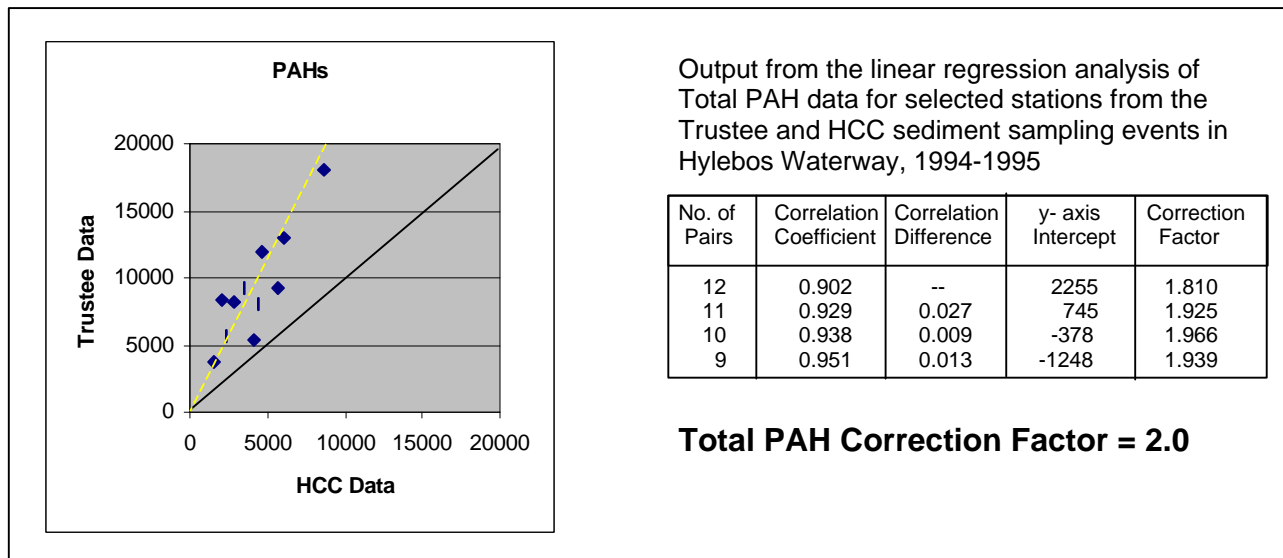 PAHs
20000
15000
10000
5000
0
0 5000 10000 15000 20000
Trustee Data
HCC Data
Output from the linear regression analysis of
Total PAH data for selected stations from the
Trustee and HCC sediment sampling events in
Hylebos Waterway, 1994-1995
No. of Pairs Correlation Coefficient Correlation Difference y- axis Intercept Correction Factor
12 0.902 -- 2255 1.810
11 0.929 0.027 745 1.925
10 0.938 0.009 -378 1.966
9 0.951 0.013 -1248 1.939
Total PAH Correction Factor = 2.0